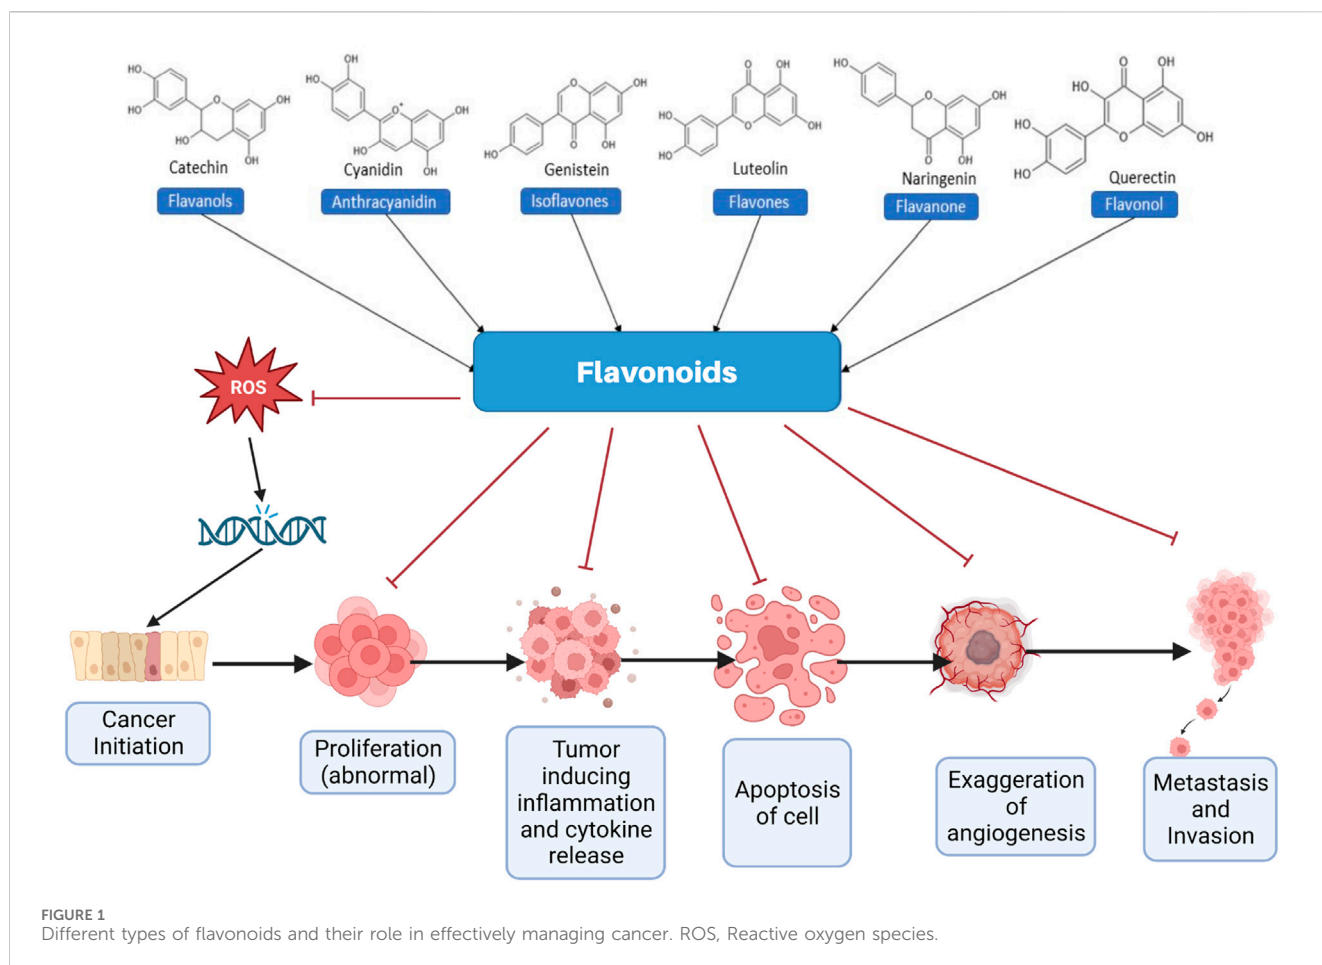 HO
HO
O
OH
HO
OH
Catechin
Flavanols
OH
HO
O+
OH
HO
OH
Cyanidin
Anthracyanidin
O
OH
HO
O
OH
Genistein
Isoflavones
O
OH
HO
HO
O
OH
Luteolin
Flavones
HO
O
OH
O
OH
Naringenin
Flavanone
O
OH
HO
HO
HO
O
OH
Querectin
Flavonol
Flavonoids
ROS
Cancer
Initiation
Proliferation
(abnormal)
Tumor
inducing
inflammation
and cytokine
release
Apoptosis
of cell
Exaggeration
of
angiogenesis
Metastasis
and
Invasion
FIGURE 1
Different types of flavonoids and their role in effectively managing cancer. ROS, Reactive oxygen species.